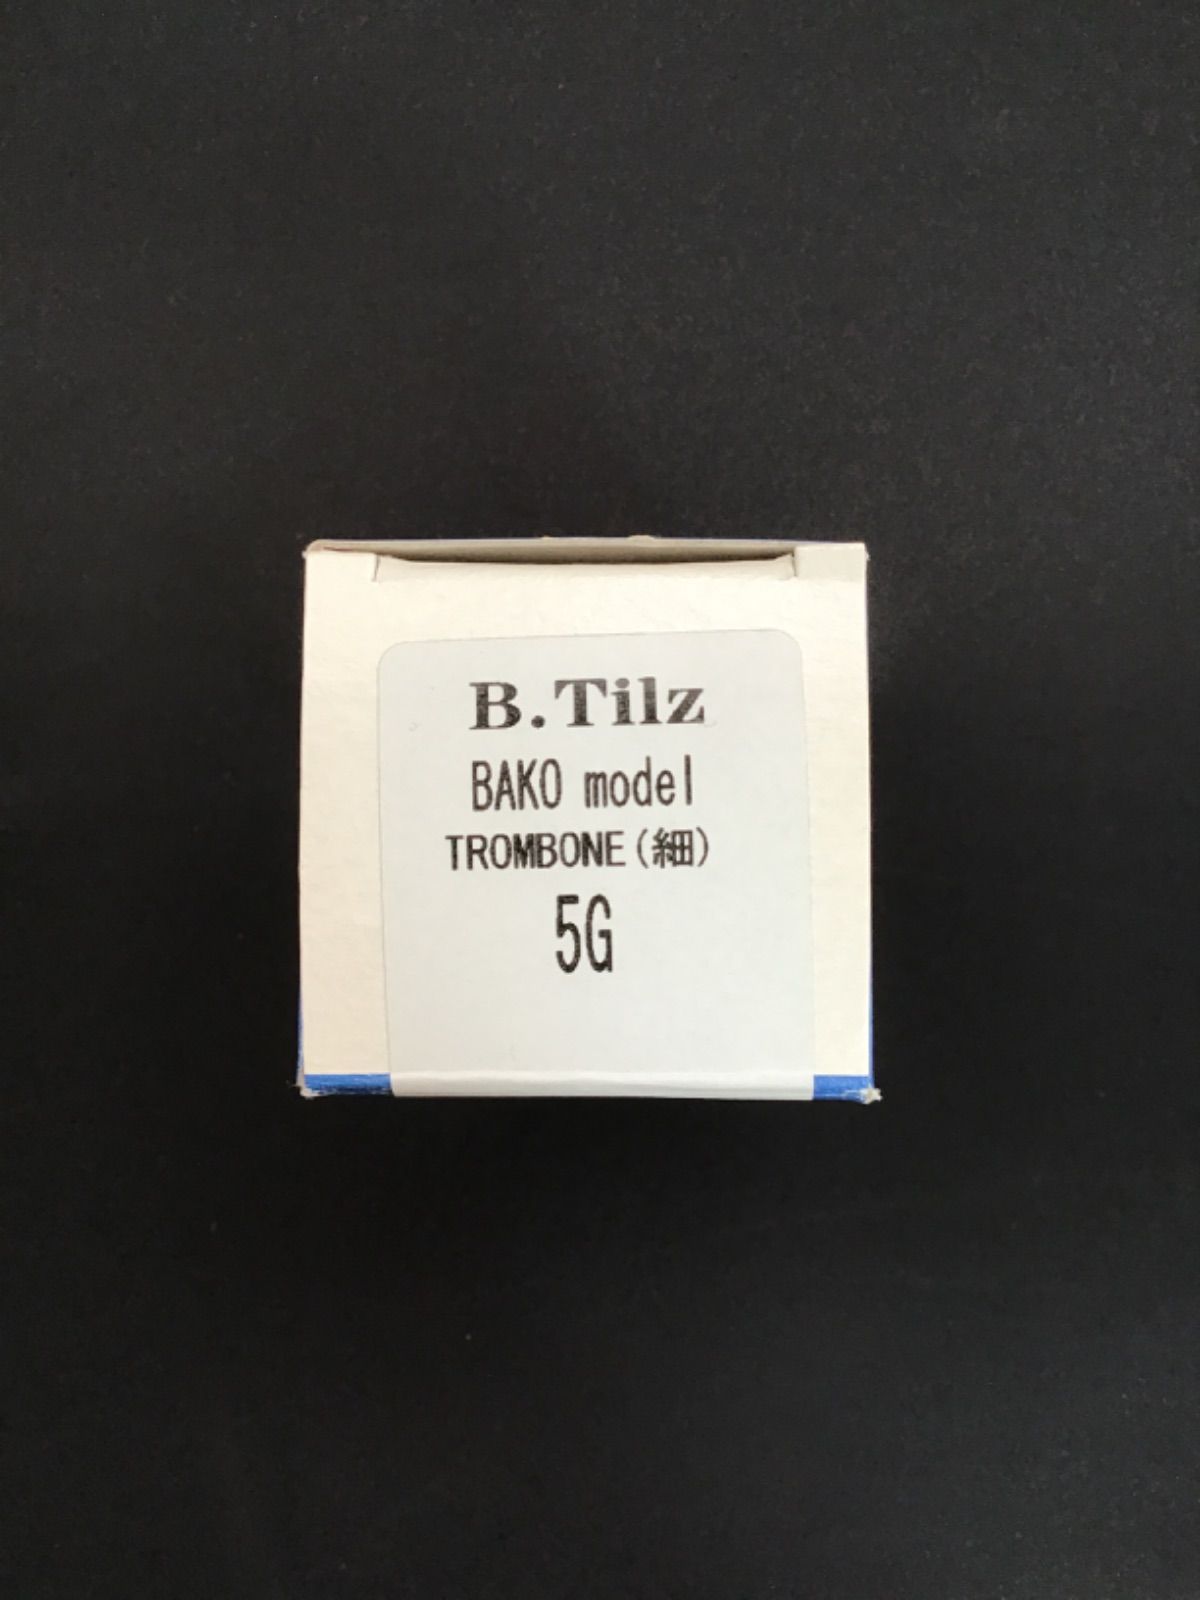 B.Tilz
BAKO model
TROMBONE(細)
5G